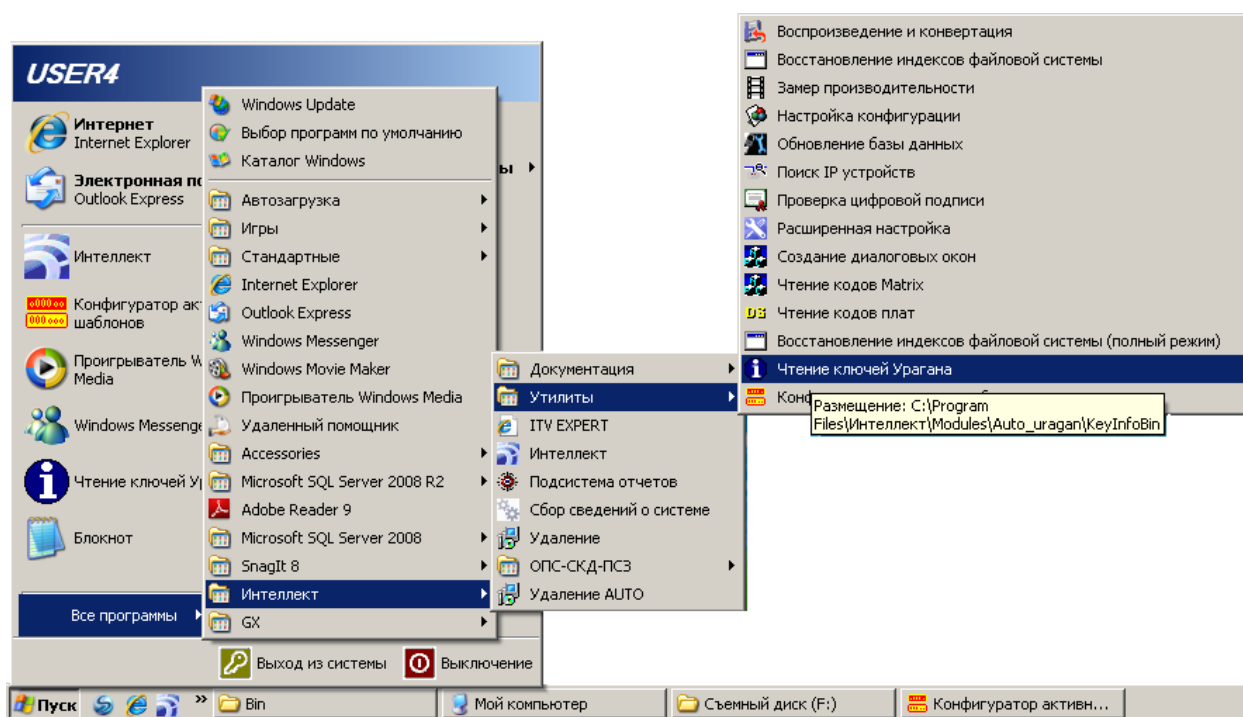 USER4
Интернет
Internet Explorer
Электронная по
Outlook Express
Интеллект
Конфигуратор ак
шаблонов
Проигрыватель W
Media
Windows Messenge
Чтение ключей У
Блокнот
Все программы
ы
Windows Update
Выбор программ по умолчанию
Каталог Windows
Автозагрузка
Игры
Стандартные
Internet Explorer
Outlook Express
Windows Messenger
Windows Movie Maker
Проигрыватель Windows Media
Удаленный помощник
Accessories
Microsoft SQL Server 2008 R2
Adobe Reader 9
Microsoft SQL Server 2008
SnagIt 8
Интеллект
GX
Документация
Утилиты
ITV EXPERT
Интеллект
Подсистема отчетов
Сбор сведений о системе
Удаление
ОПС-СКД-ПСЗ
Удаление AUTO
Воспроизведение и конвертация
Восстановление индексов файловой системы
Замер производительности
Настройка конфигурации
Обновление базы данных
Поиск IP устройств
Проверка цифровой подписи
Расширенная настройка
Создание диалоговых окон
Чтение кодов Matrix
Чтение кодов плат
Восстановление индексов файловой системы (полный режим)
Чтение ключей Урагана
Конф
Размещение: C:\Program
Files\Интеллект\Modules\Auto_uragan\KeyInfoBin
Выход из системы Выключение
Пуск » Bin Мой компьютер Съемный диск (F:) Конфигуратор активн...